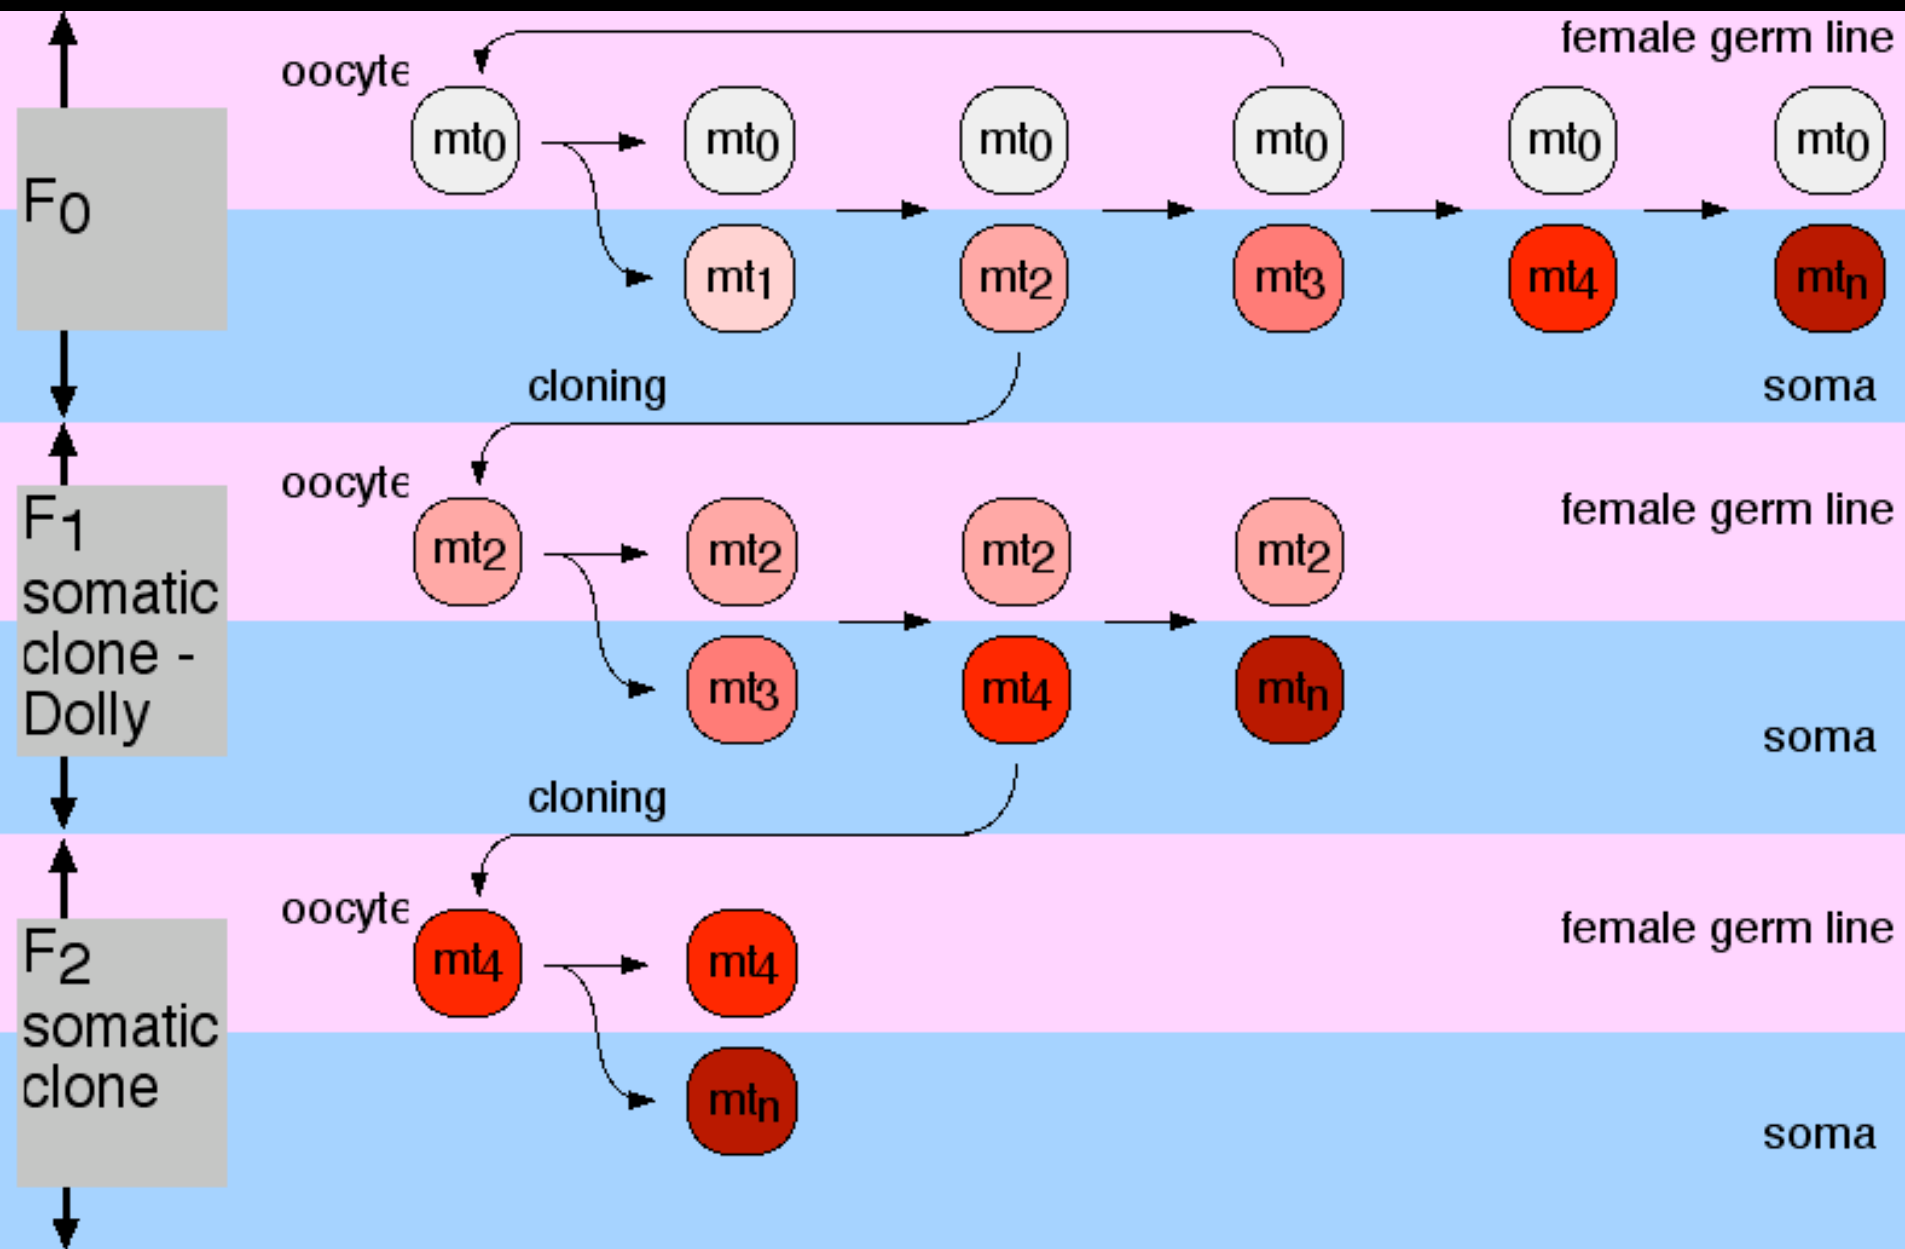 female germ line
oocyte
mt0 mt0 mt0 mt0 mt0 mt0
F0
mt1 mt2 mt3 mt4 mtn
cloning
soma
oocyte
female germ line
F1
somatic
clone -
Dolly
mt2 mt2 mt2 mt2
mt3 mt4 mtn
soma
cloning
oocyte
female germ line
F2
somatic
clone
mt4 mt4
mtn
soma